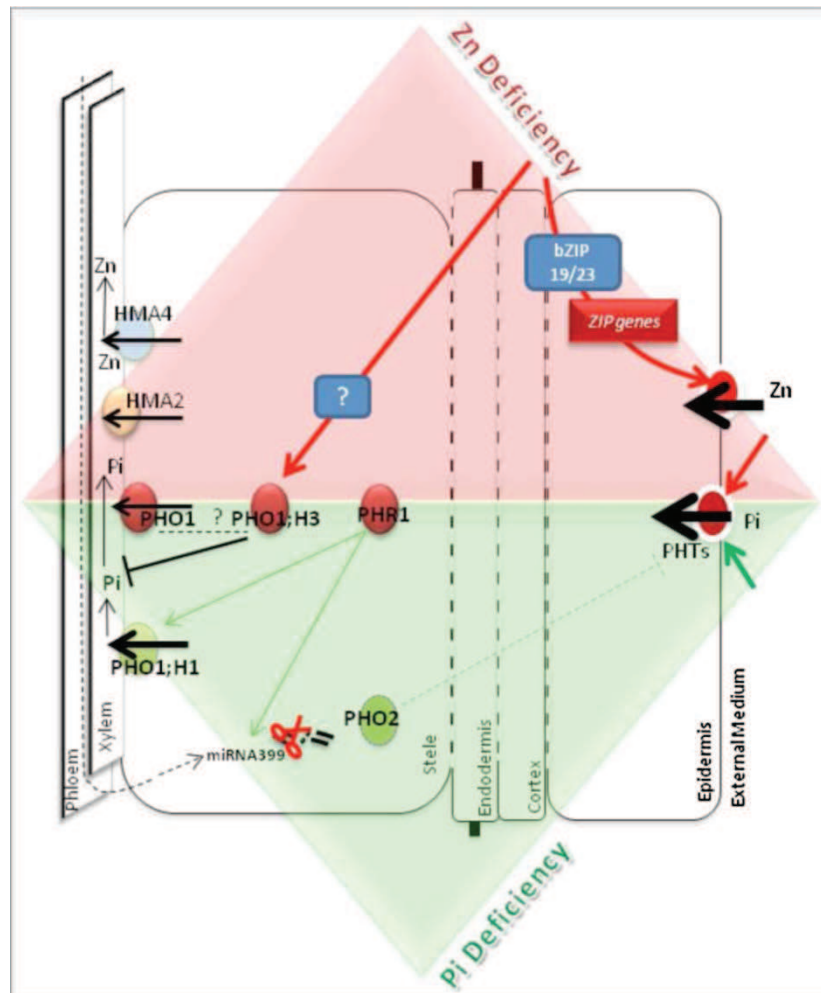 Zn Deficiency
bZIP
19/23
ZIP genes
Zn
HMA4
Zn
HMA2
?
Zn
Pi
PHO1
?
PHO1;H3
PHR1
Pi
PHTs
Pi
PHO1;H1
PHO2
miRNA399
Phloem
Xylem
Stele
Endodermis
Cortex
Epidermis
External Medium
Pi Deficiency